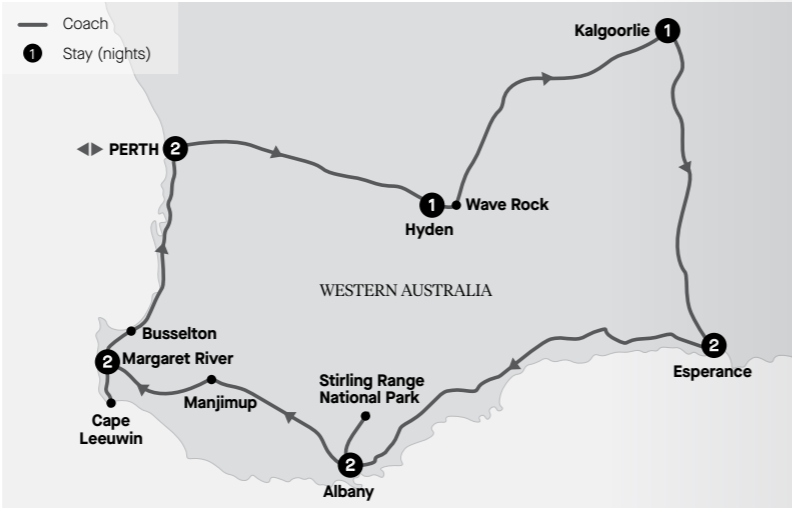 Coach
1 Stay (nights)
Kalgoorlie 1
PERTH 2
1 Wave Rock
Hyden
WESTERN AUSTRALIA
Busselton
2 Margaret River
2
Esperance
Stirling Range
National Park
Manjimup
Cape
Leeuwin
2
Albany